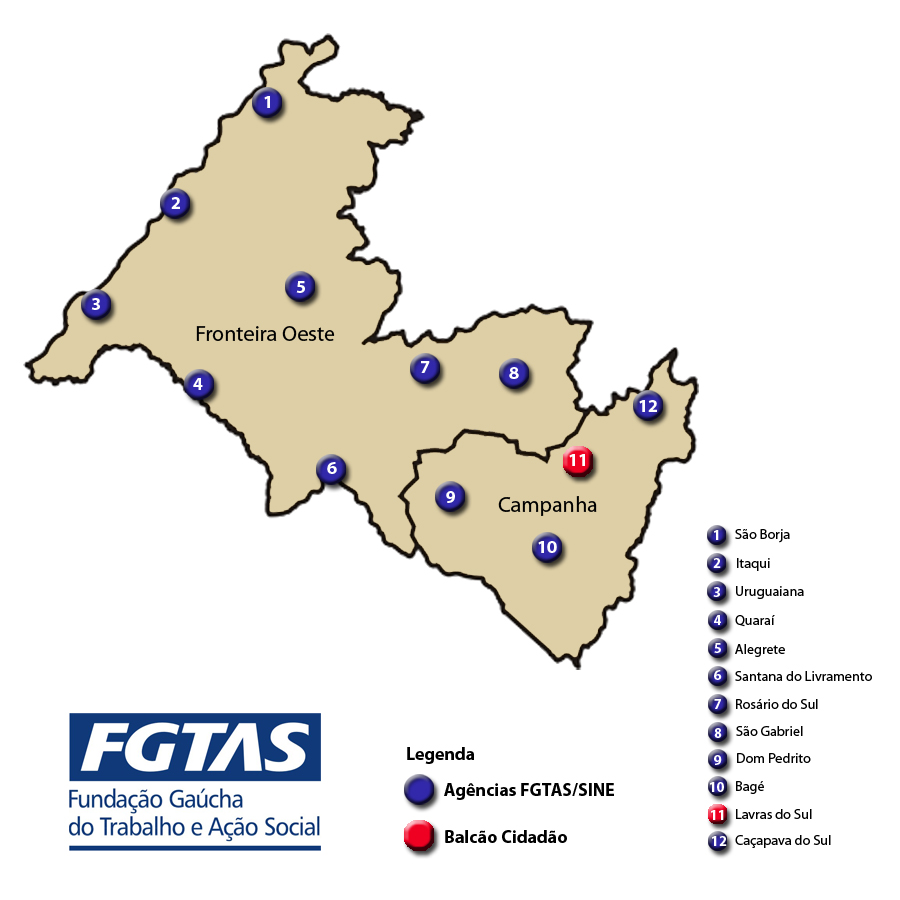 1
2
3
5
Fronteira Oeste
4
7
8
12
6
11
9
Campanha
10
1 São Borja
2 Itaqui
3 Uruguaiana
4 Quaraí
5 Alegrete
6 Santana do Livramento
7 Rosário do Sul
8 São Gabriel
9 Dom Pedrito
10 Bagé
11 Lavras do Sul
12 Caçapava do Sul
FGTAS
Fundação Gaúcha
do Trabalho e Ação Social
Legenda
Agências FGTAS/SINE
Balcão Cidadão